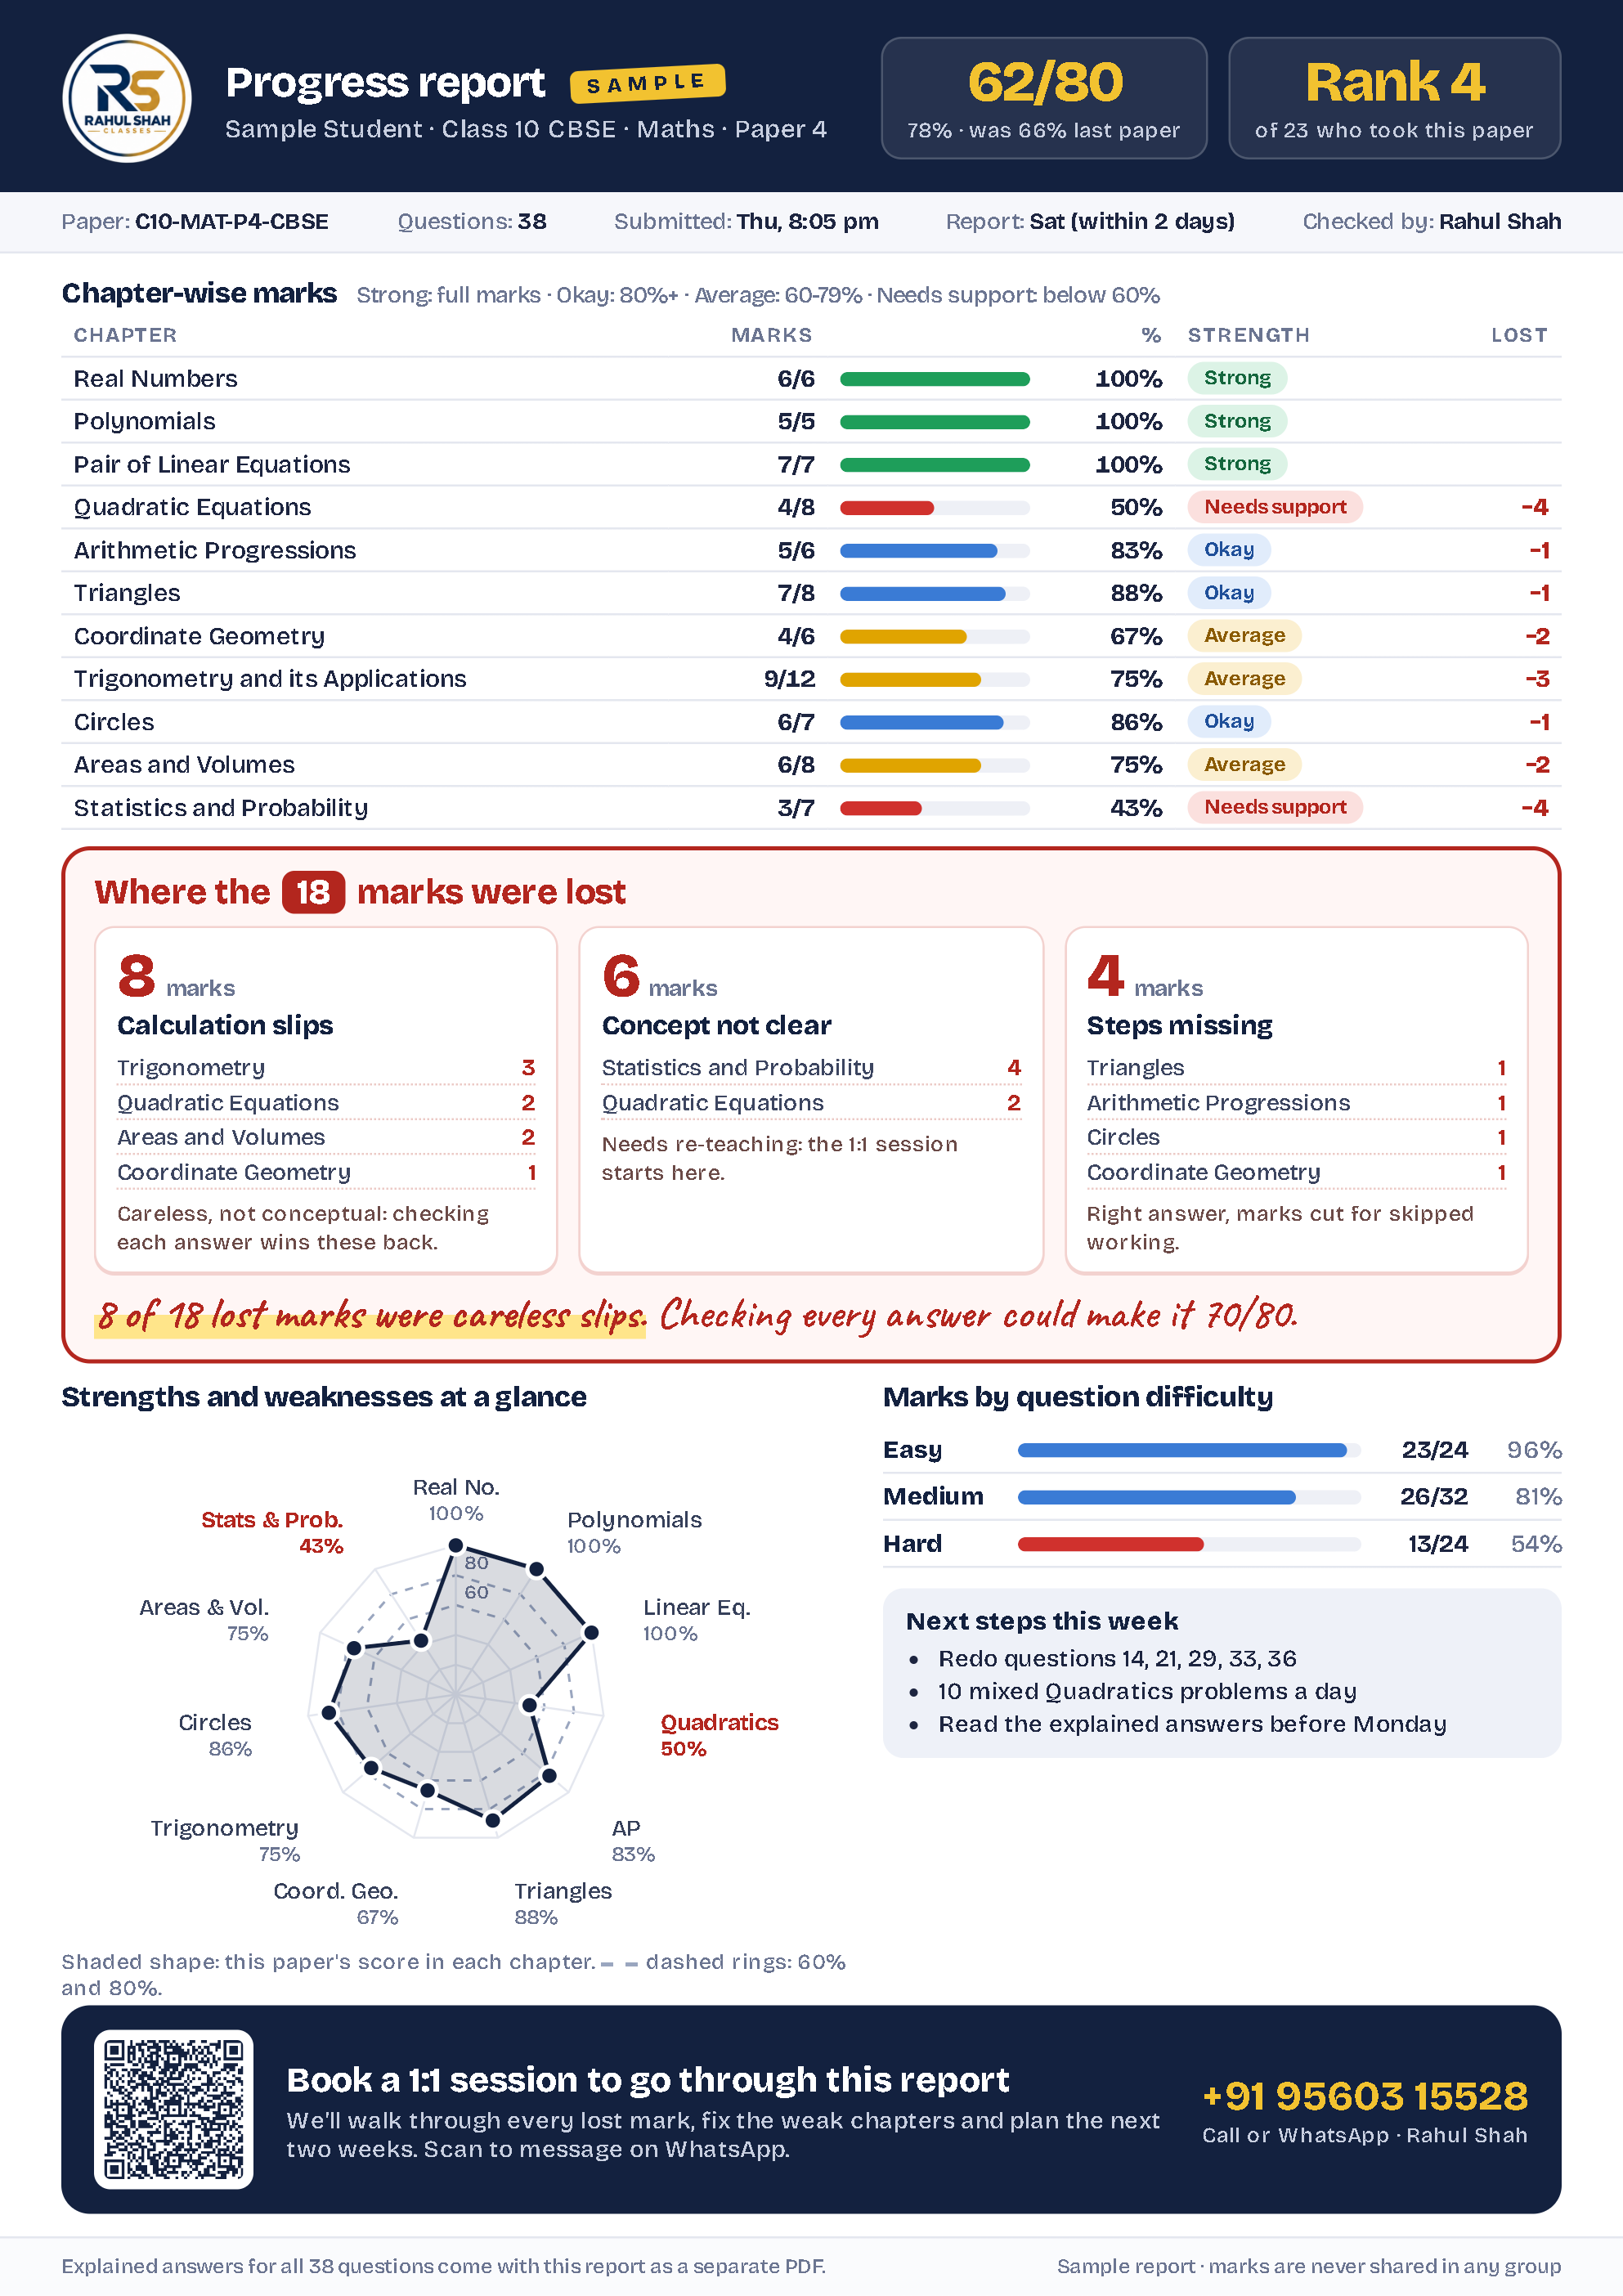 RS
RAHUL SHAH
CLASSES
Progress report SAMPLE
Sample Student · Class 10 CBSE · Maths · Paper 4
62/80
78% · was 66% last paper
Rank 4
of 23 who took this paper
Paper: C10-MAT-P4-CBSE Questions: 38 Submitted: Thu, 8:05 pm Report: Sat (within 2 days) Checked by: Rahul Shah
Chapter-wise marks Strong: full marks · Okay: 80%+ · Average: 60-79% · Needs support: below 60%
CHAPTER MARKS % STRENGTH LOST
Real Numbers 6/6 100% Strong
Polynomials 5/5 100% Strong
Pair of Linear Equations 7/7 100% Strong
Quadratic Equations 4/8 50% Needs support −4
Arithmetic Progressions 5/6 83% Okay −1
Triangles 7/8 88% Okay −1
Coordinate Geometry 4/6 67% Average −2
Trigonometry and its Applications 9/12 75% Average −3
Circles 6/7 86% Okay −1
Areas and Volumes 6/8 75% Average −2
Statistics and Probability 3/7 43% Needs support −4
Where the 18 marks were lost
8 marks
Calculation slips
Trigonometry 3
Quadratic Equations 2
Areas and Volumes 2
Coordinate Geometry 1
Careless, not conceptual: checking
each answer wins these back.
6 marks
Concept not clear
Statistics and Probability 4
Quadratic Equations 2
Needs re-teaching: the 1:1 session
starts here.
4 marks
Steps missing
Triangles 1
Arithmetic Progressions 1
Circles 1
Coordinate Geometry 1
Right answer, marks cut for skipped
working.
8 of 18 lost marks were careless slips. Checking every answer could make it 70/80.
Strengths and weaknesses at a glance
Real No.
100%
Polynomials
100%
Linear Eq.
100%
Quadratics
50%
AP
83%
Triangles
88%
Coord. Geo.
67%
Trigonometry
75%
Circles
86%
Areas & Vol.
75%
Stats & Prob.
43%
80
60
Shaded shape: this paper's score in each chapter. – – dashed rings: 60%
and 80%.
Marks by question difficulty
Easy 23/24 96%
Medium 26/32 81%
Hard 13/24 54%
Next steps this week
• Redo questions 14, 21, 29, 33, 36
• 10 mixed Quadratics problems a day
• Read the explained answers before Monday
Book a 1:1 session to go through this report
We'll walk through every lost mark, fix the weak chapters and plan the next
two weeks. Scan to message on WhatsApp.
+91 95603 15528
Call or WhatsApp · Rahul Shah
Explained answers for all 38 questions come with this report as a separate PDF.
Sample report · marks are never shared in any group